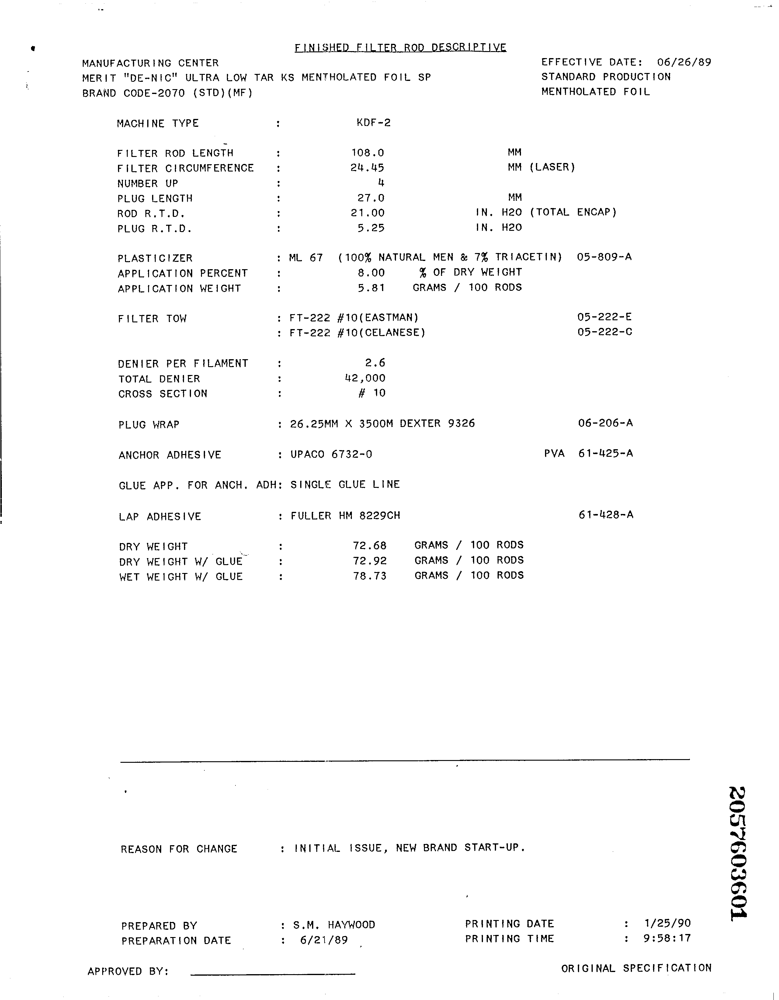 FINISHED FILTER ROD DESCRIPTIVE
MANUFACTURING CENTER EFFECTIVE DATE: 06/26/89
MERIT "DE-NIC" ULTRA LOW TAR KS MENTHOLATED FOIL SP STANDARD PRODUCTION
BRAND CODE-2070 (STD)(MF) MENTHOLATED FOIL
MACHINE TYPE : KDF-2
FILTER ROD LENGTH : 108.0 MM
FILTER CIRCUMFERENCE : 24.45 MM (LASER)
NUMBER UP : 4
PLUG LENGTH : 27.0 MM
ROD R.T.D. : 21.00 IN. H2O (TOTAL ENCAP)
PLUG R.T.D. : 5.25 IN. H2O
PLASTICIZER : ML 67 (100% NATURAL MEN & 7% TRIACETIN) 05-809-A
APPLICATION PERCENT : 8.00 % OF DRY WEIGHT
APPLICATION WEIGHT : 5.81 GRAMS / 100 RODS
FILTER TOW : FT-222 #10(EASTMAN) 05-222-E
: FT-222 #10(CELANESE) 05-222-C
DENIER PER FILAMENT : 2.6
TOTAL DENIER : 42,000
CROSS SECTION : # 10
PLUG WRAP : 26.25MM X 3500M DEXTER 9326 06-206-A
ANCHOR ADHESIVE : UPACO 6732-0 PVA 61-425-A
GLUE APP. FOR ANCH. ADH: SINGLE GLUE LINE
LAP ADHESIVE : FULLER HM 8229CH 61-428-A
DRY WEIGHT : 72.68 GRAMS / 100 RODS
DRY WEIGHT W/ GLUE : 72.92 GRAMS / 100 RODS
WET WEIGHT W/ GLUE : 78.73 GRAMS / 100 RODS
2057603601
REASON FOR CHANGE : INITIAL ISSUE, NEW BRAND START-UP.
PREPARED BY : S.M. HAYWOOD PRINTING DATE : 1/25/90
PREPARATION DATE : 6/21/89 PRINTING TIME : 9:58:17
APPROVED BY: ORIGINAL SPECIFICATION